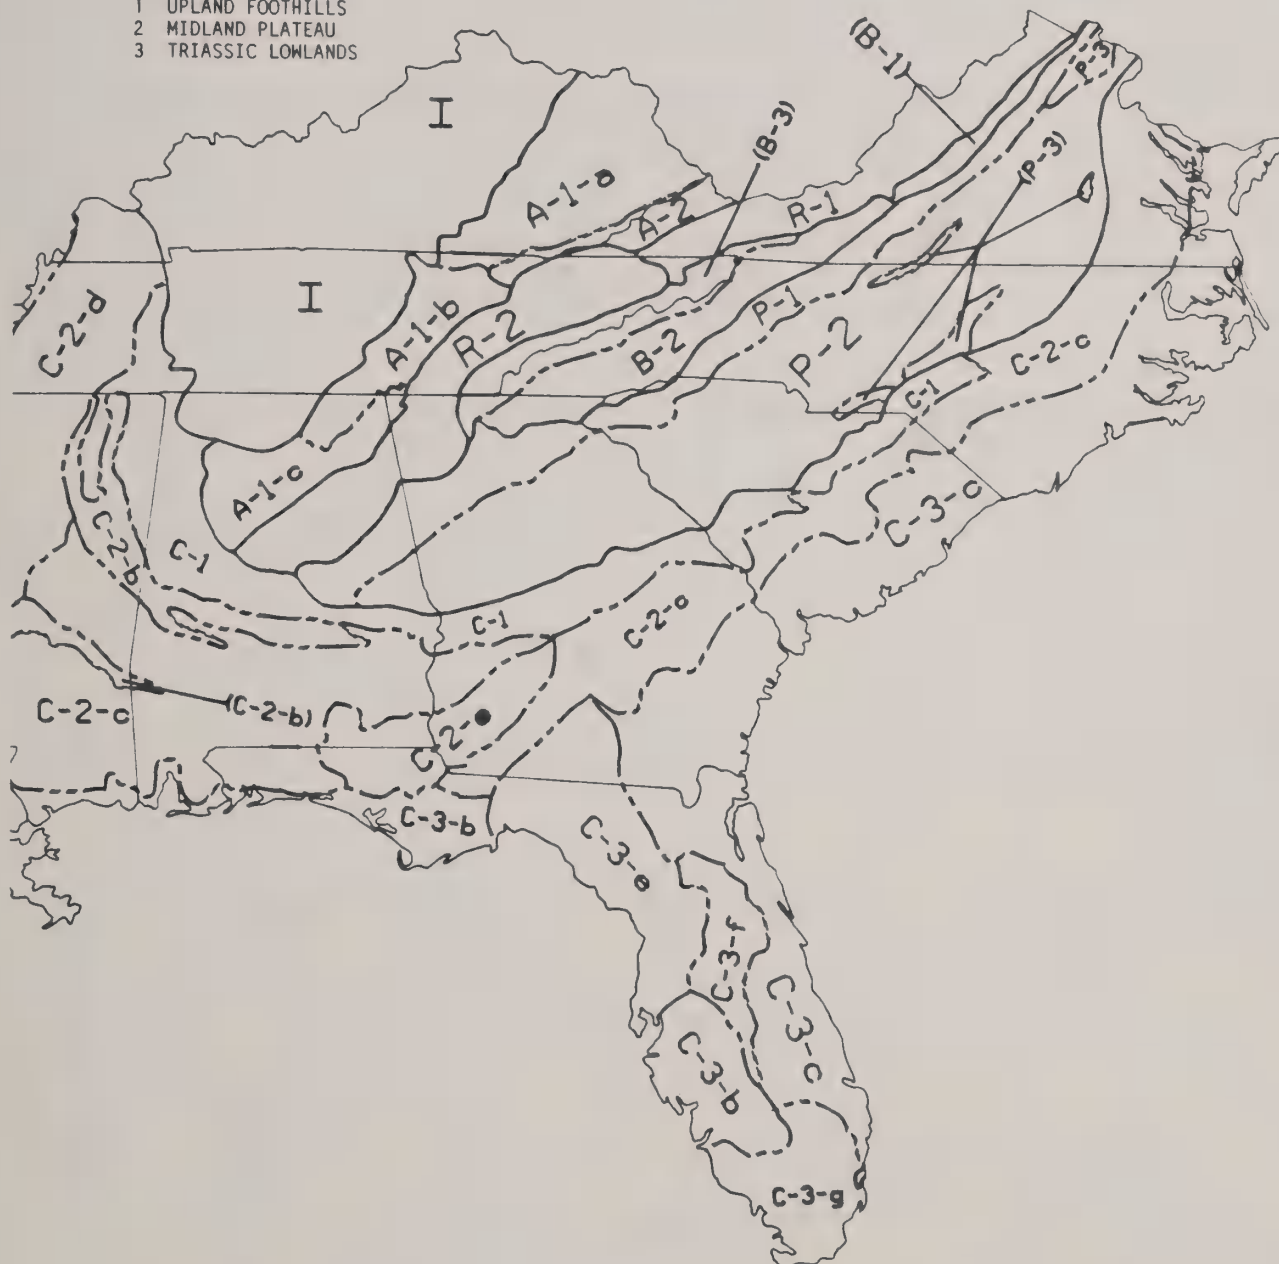 1 UPLAND FOOTHILLS
2 MIDLAND PLATEAU
3 TRIASSIC LOWLANDS
(B-1)
P-3
I
(B-3)
(P-3)
A-1-a
A-2
R-1
I
C-2-d
A-1-b
R-2
B-2
P-1
P-2
C-2-c
C-1
A-1-c
C-2-b
C-1
C-3-c
C-1
C-2-a
C-2-c
(C-2-b)
C-2-
C-3-b
C-3-e
C-3-f
C-3-c
C-3-b
C-3-g